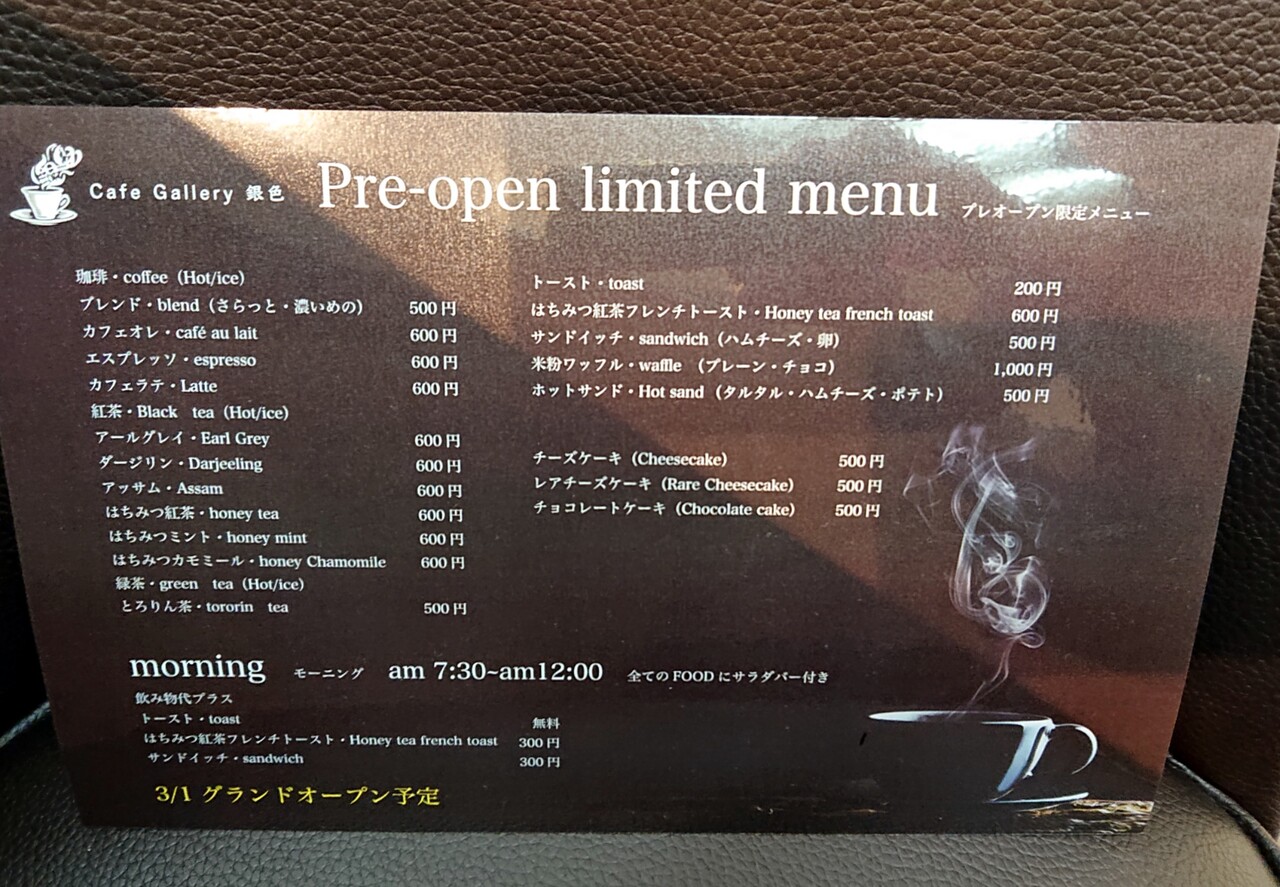 Cafe Gallery 銀色
Pre-open limited menu プレオープン限定メニュー
珈琲・coffee（Hot/ice）
ブレンド・blend（さらっと・濃いめの） 500円
カフェオレ・café au lait 600円
エスプレッソ・espresso 600円
カフェラテ・Latte 600円
紅茶・Black tea（Hot/ice）
アールグレイ・Earl Grey 600円
ダージリン・Darjeeling 600円
アッサム・Assam 600円
はちみつ紅茶・honey tea 600円
はちみつミント・honey mint 600円
はちみつカモミール・honey Chamomile 600円
緑茶・green tea（Hot/ice）
とろりん茶・tororin tea 500円
トースト・toast 200円
はちみつ紅茶フレンチトースト・Honey tea french toast 600円
サンドイッチ・sandwich（ハムチーズ・卵） 500円
米粉ワッフル・waffle （プレーン・チョコ） 1,000円
ホットサンド・Hot sand（タルタル・ハムチーズ・ポテト） 500円
チーズケーキ（Cheesecake） 500円
レアチーズケーキ（Rare Cheesecake） 500円
チョコレートケーキ（Chocolate cake） 500円
morning モーニング am 7:30~am12:00 全てのFOODにサラダバー付き
飲み物代プラス
トースト・toast 無料
はちみつ紅茶フレンチトースト・Honey tea french toast 300円
サンドイッチ・sandwich 300円
3/1 グランドオープン予定